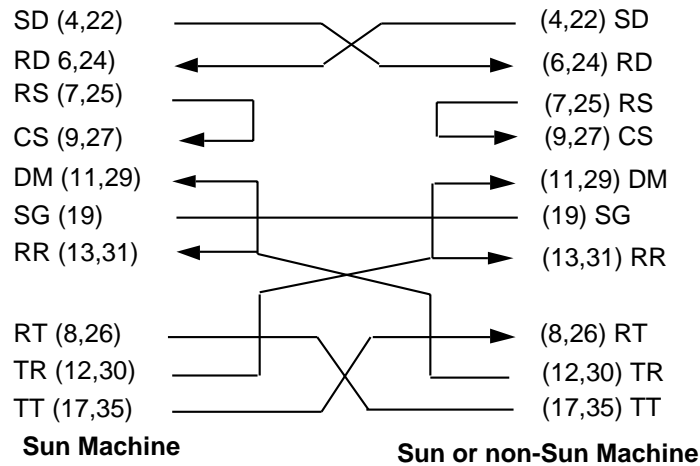 SD (4,22) (4,22) SD
RD 6,24) (6,24) RD
RS (7,25) (7,25) RS
CS (9,27) (9,27) CS
DM (11,29) (11,29) DM
SG (19) (19) SG
RR (13,31) (13,31) RR
RT (8,26) (8,26) RT
TR (12,30) (12,30) TR
TT (17,35) (17,35) TT
Sun Machine Sun or non-Sun Machine